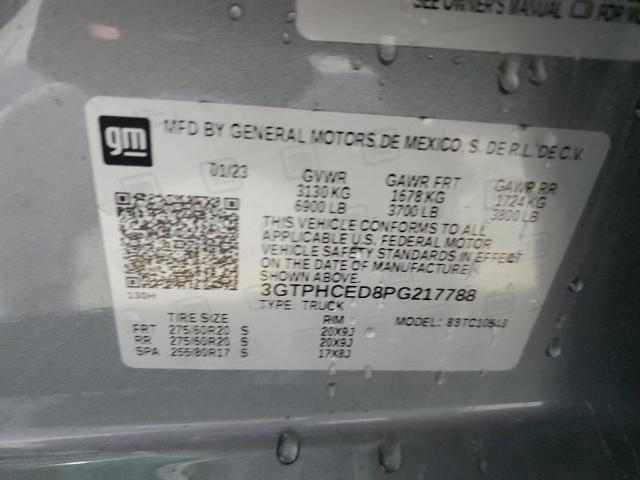 SEE OWNER'S MANUAL FOR
gm
MFD BY GENERAL MOTORS DE MEXICO, S. DE R.L. DE C.V.
01/23 GVWR GAWR FRT GAWR RR
3130 KG 1678 KG 1724 KG
6900 LB 3700 LB 3800 LB
THIS VEHICLE CONFORMS TO ALL
APPLICABLE U.S. FEDERAL MOTOR
VEHICLE SAFETY STANDARDS IN EFFECT
ON THE DATE OF MANUFACTURE
SHOWN ABOVE.
3GTPHCED8PG217788
TYPE: TRUCK
TIRE SIZE RIM MODEL:
FRT 275/60R20 S 20X9J
RR 275/60R20 S 20X9J
SPA 255/80R17 S 17X8J